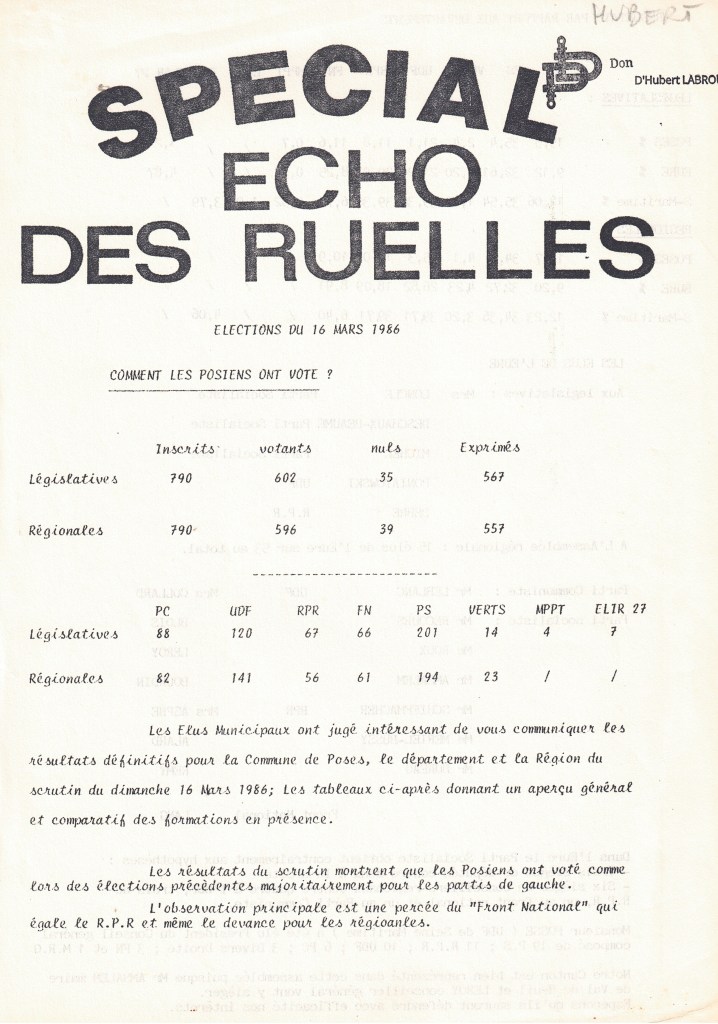 HUBERT
Don
D'Hubert LABROU
SPECIAL
ECHO
DES RUELLES
ELECTIONS DU 16 MARS 1986
COMMENT LES POSIENS ONT VOTE ?
Inscrits votants nuls Exprimés
Législatives 790 602 35 567
Régionales 790 596 39 557
--------------------------
PC UDF RPR FN PS VERTS MPPT ELIR 27
Législatives 88 120 67 66 201 14 4 7
Régionales 82 141 56 61 194 23 / /
Les Elus Municipaux ont jugé intéressant de vous communiquer les
résultats définitifs pour la Commune de Poses, le département et la Région du
scrutin du dimanche 16 Mars 1986; Les tableaux ci-après donnant un aperçu général
et comparatif des formations en présence.
Les résultats du scrutin montrent que les Posiens ont voté comme
lors des élections précèdentes majoritairement pour les partis de gauche.
L'observation principale est une percée du "Front National" qui
égale le R.P.R et même le devance pour les régioanles.